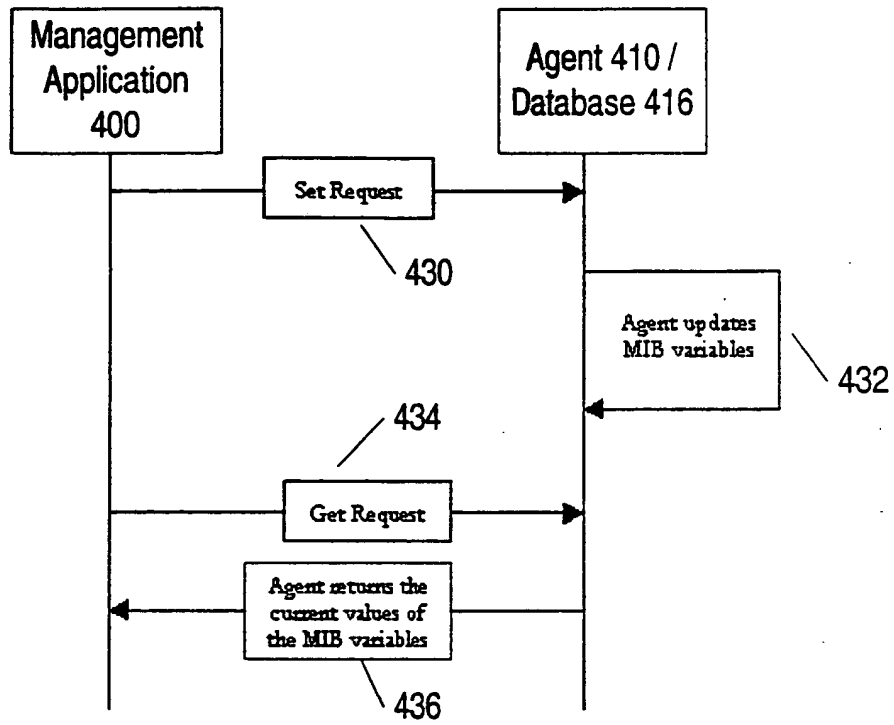 Management
Application
400
Agent 410 /
Database 416
Set Request
430
Agent updates
MIB variables
432
434
Get Request
Agent returns the
current values of
the MIB variables
436